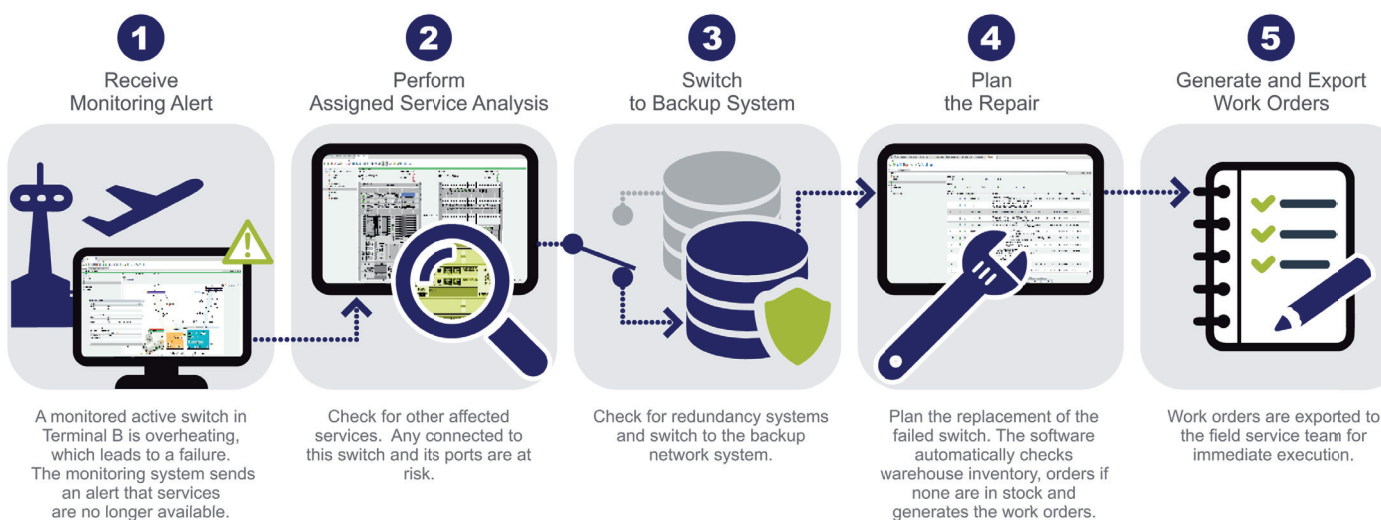 1
Receive
Monitoring Alert
A monitored active switch in
Terminal B is overheating,
which leads to a failure.
The monitoring system sends
an alert that services
are no longer available.
2
Perform
Assigned Service Analysis
Check for other affected
services. Any connected to
this switch and its ports are at
risk.
3
Switch
to Backup System
Check for redundancy systems
and switch to the backup
network system.
4
Plan
the Repair
Plan the replacement of the
failed switch. The software
automatically checks
warehouse inventory, orders if
none are in stock and
generates the work orders.
5
Generate and Export
Work Orders
Work orders are exported to
the field service team for
immediate execution.